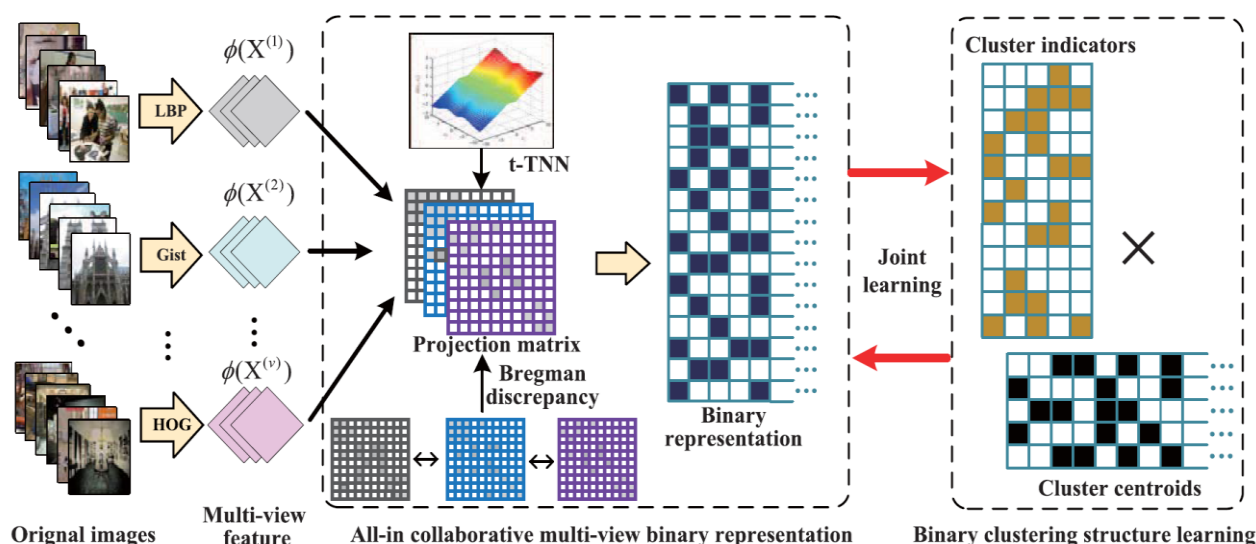 LBP
ϕ(X⁽¹⁾)
Gist
ϕ(X⁽²⁾)
HOG
ϕ(X⁽ᵛ⁾)
t-TNN
Projection matrix
Bregman
discrepancy
Binary
representation
Joint
learning
Cluster indicators
×
Cluster centroids
Orignal images
Multi-view
feature
All-in collaborative multi-view binary representation
Binary clustering structure learning